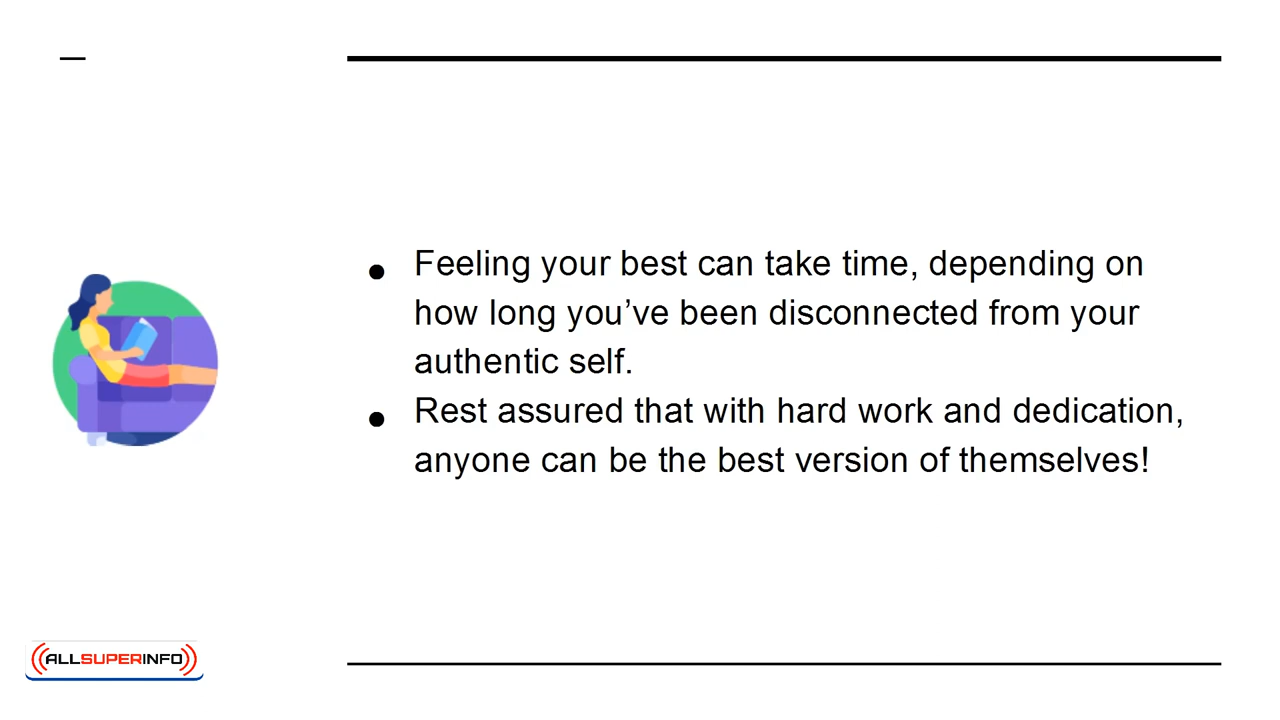 ● Feeling your best can take time, depending on
how long you’ve been disconnected from your
authentic self.
● Rest assured that with hard work and dedication,
anyone can be the best version of themselves!
ALLSUPERINFO